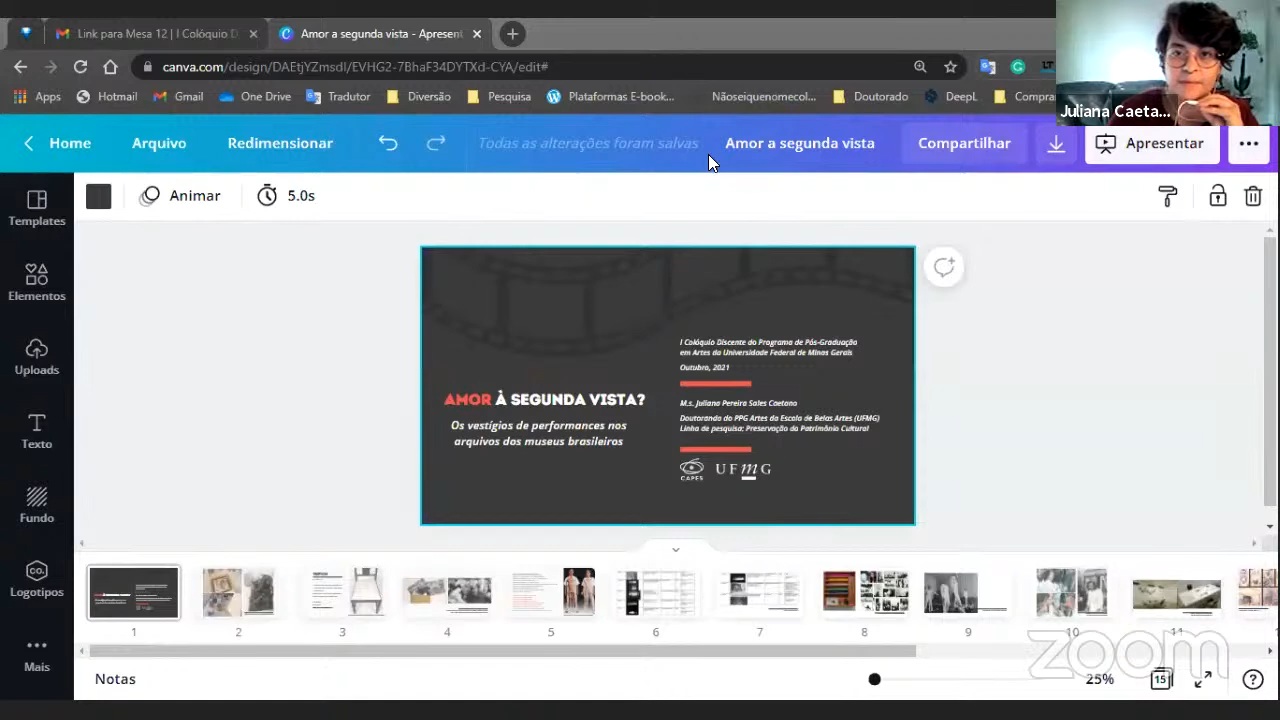 Link para Mesa 12 | I Colóquio D
Amor a segunda vista - Apresent
canva.com/design/DAEtjYZmsdI/EVHG2-7BhaF34DYTXd-CYA/edit#
Apps Hotmail Gmail One Drive Tradutor Diversão Pesquisa Plataformas E-book... Nãoseiquenomecol... Doutorado DeepL Compra
Juliana Caeta...
Home Arquivo Redimensionar Todas as alterações foram salvas Amor a segunda vista Compartilhar Apresentar
Animar 5.0s
Templates
Elementos
Uploads
Texto
Fundo
CO.
Logotipos
Mais
AMOR À SEGUNDA VISTA?
Os vestígios de performances nos
arquivos dos museus brasileiros
I Colóquio Discente do Programa de Pós-Graduação
em Artes da Universidade Federal de Minas Gerais
Outubro, 2021
M.s. Juliana Pereira Sales Caetano
Doutoranda do PPG Artes da Escola de Belas Artes (UFMG)
Linha de pesquisa: Preservação do Patrimônio Cultural
CAPES UFMG
1 2 3 4 5 6 7 8 9 10 11
zoom
Notas 25% 15